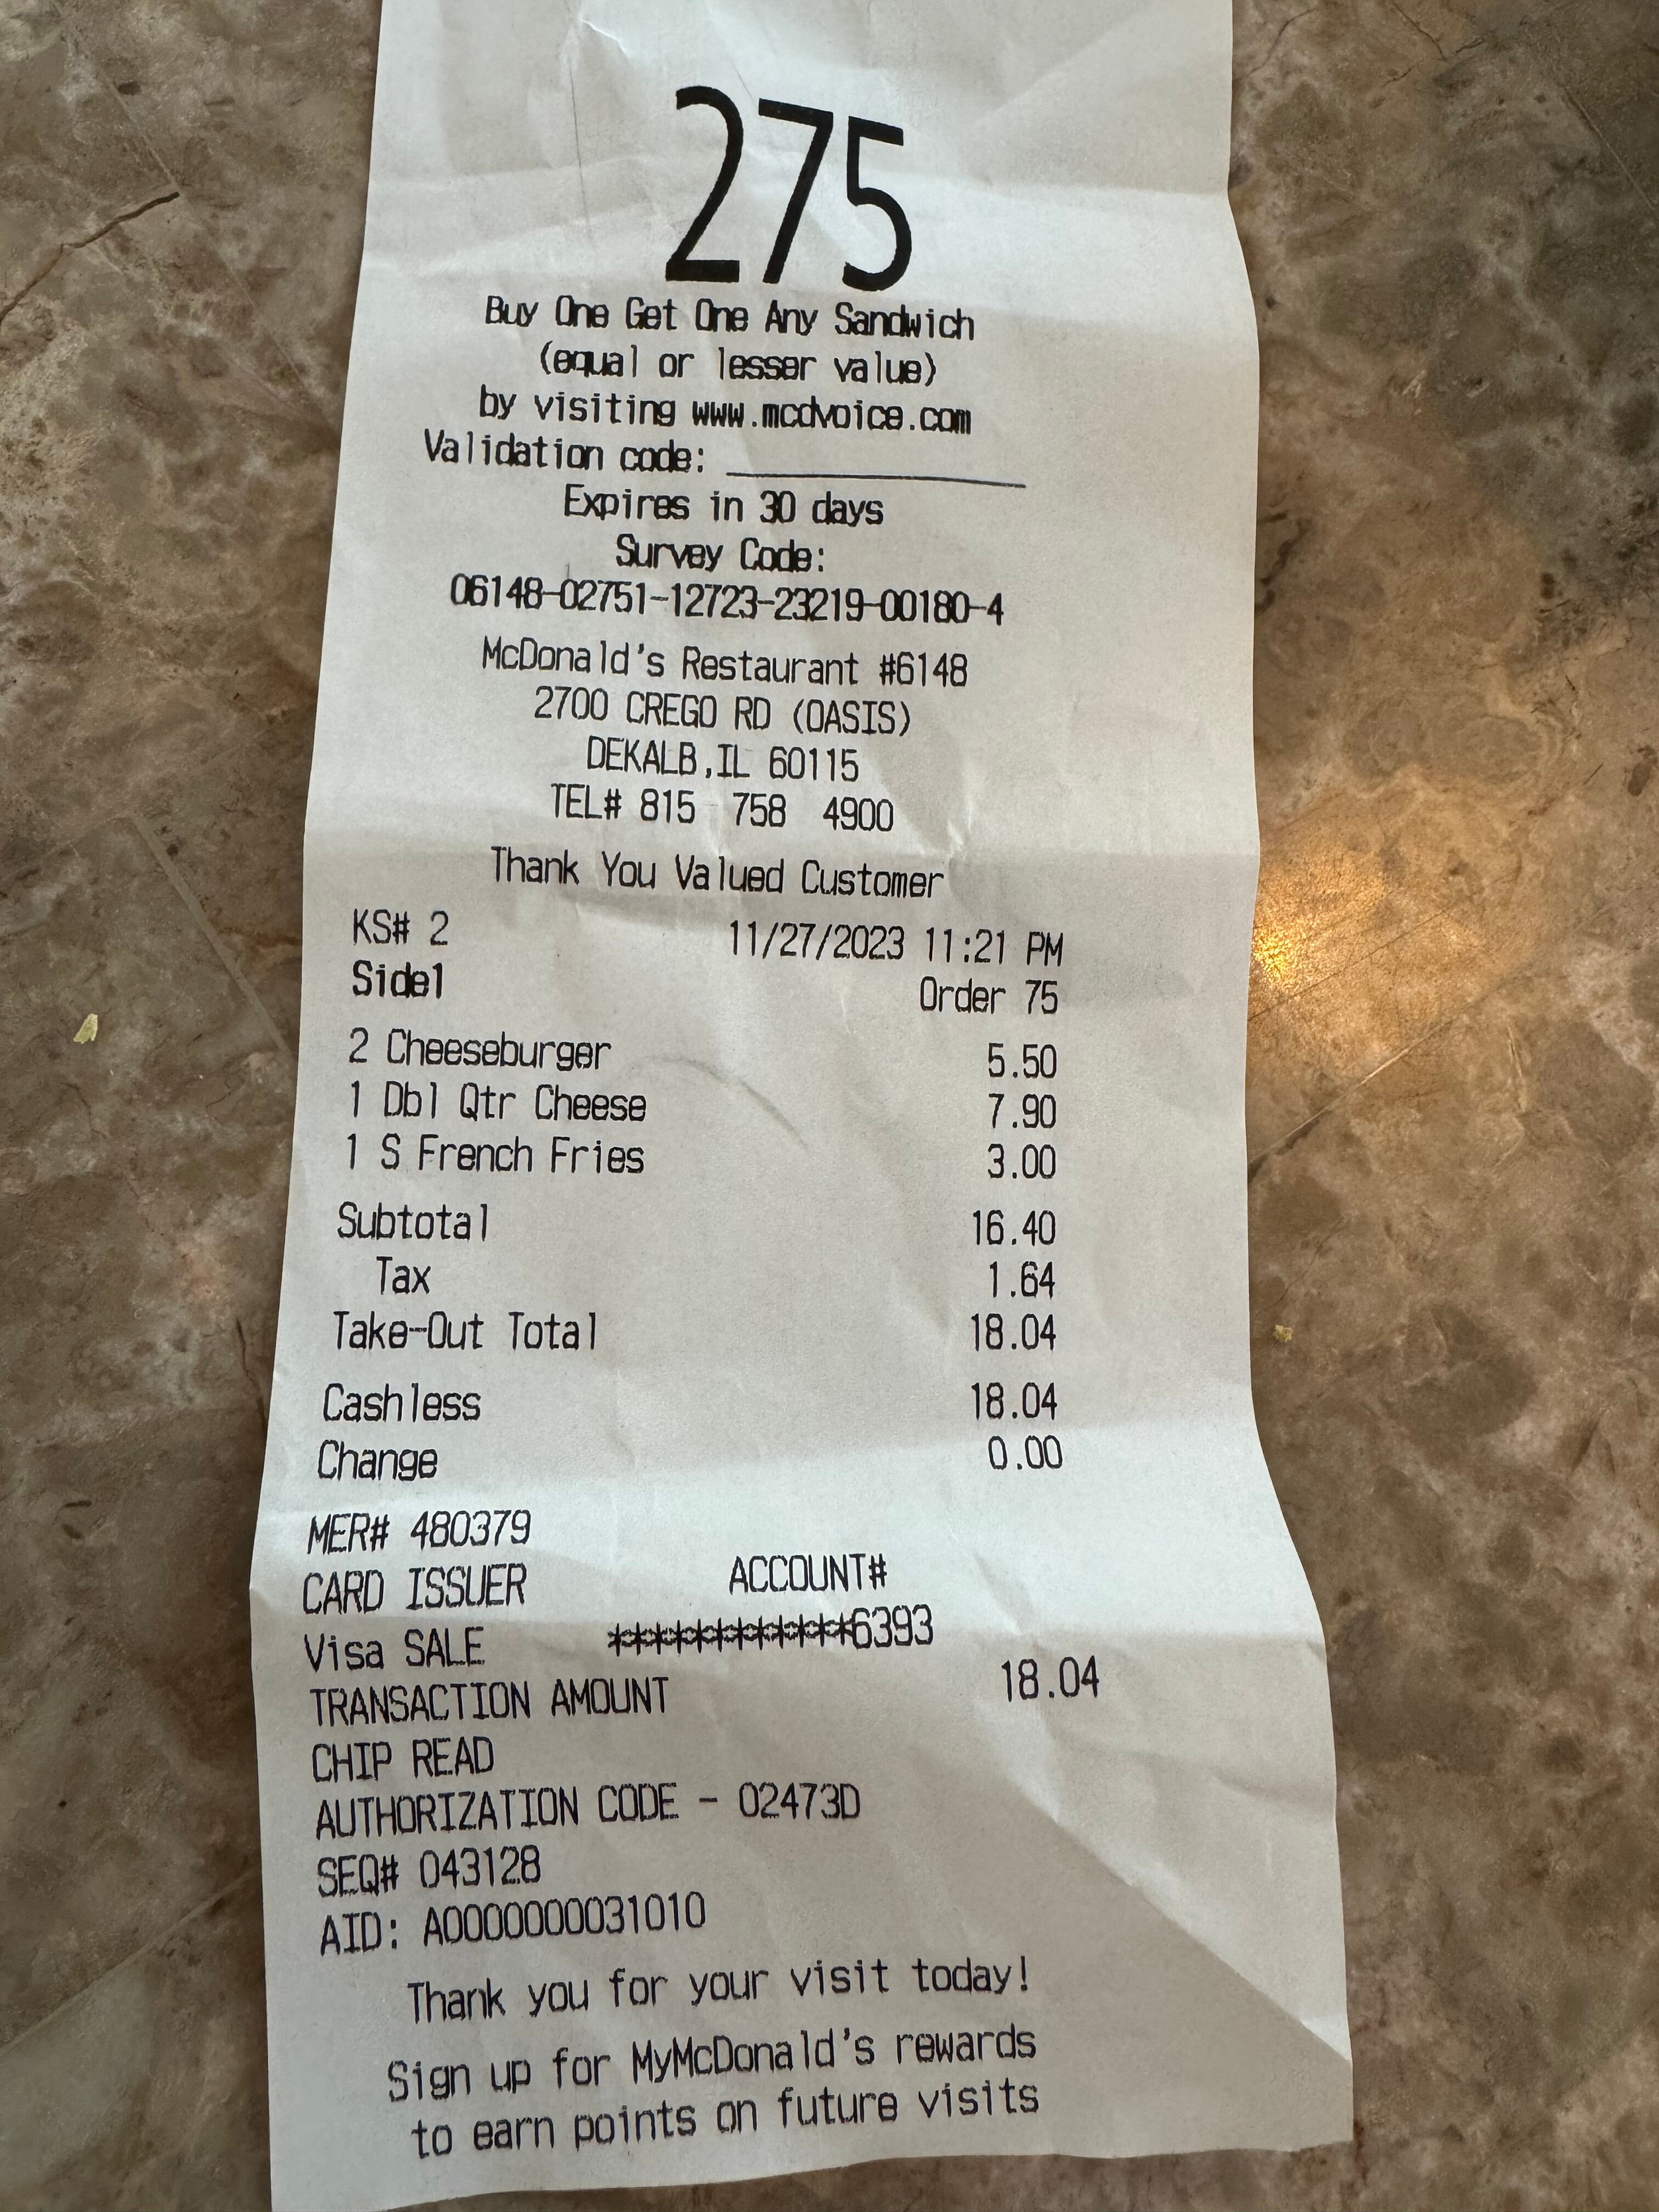 275
Buy One Get One Any Sandwich
(equal or lesser value)
by visiting www.mcdvoice.com
Validation code: ____________
Expires in 30 days
Survey Code:
06148-02751-12723-23219-00180-4
McDonald's Restaurant #6148
2700 CREGO RD (OASIS)
DEKALB,IL 60115
TEL# 815 758 4900
Thank You Valued Customer
KS# 2 11/27/2023 11:21 PM
Side1 Order 75
2 Cheeseburger 5.50
1 Dbl Qtr Cheese 7.90
1 S French Fries 3.00
Subtotal 16.40
Tax 1.64
Take-Out Total 18.04
Cashless 18.04
Change 0.00
MER# 480379
CARD ISSUER ACCOUNT#
Visa SALE ************6393
TRANSACTION AMOUNT 18.04
CHIP READ
AUTHORIZATION CODE - 02473D
SEQ# 043128
AID: A0000000031010
Thank you for your visit today!
Sign up for MyMcDonald's rewards
to earn points on future visits